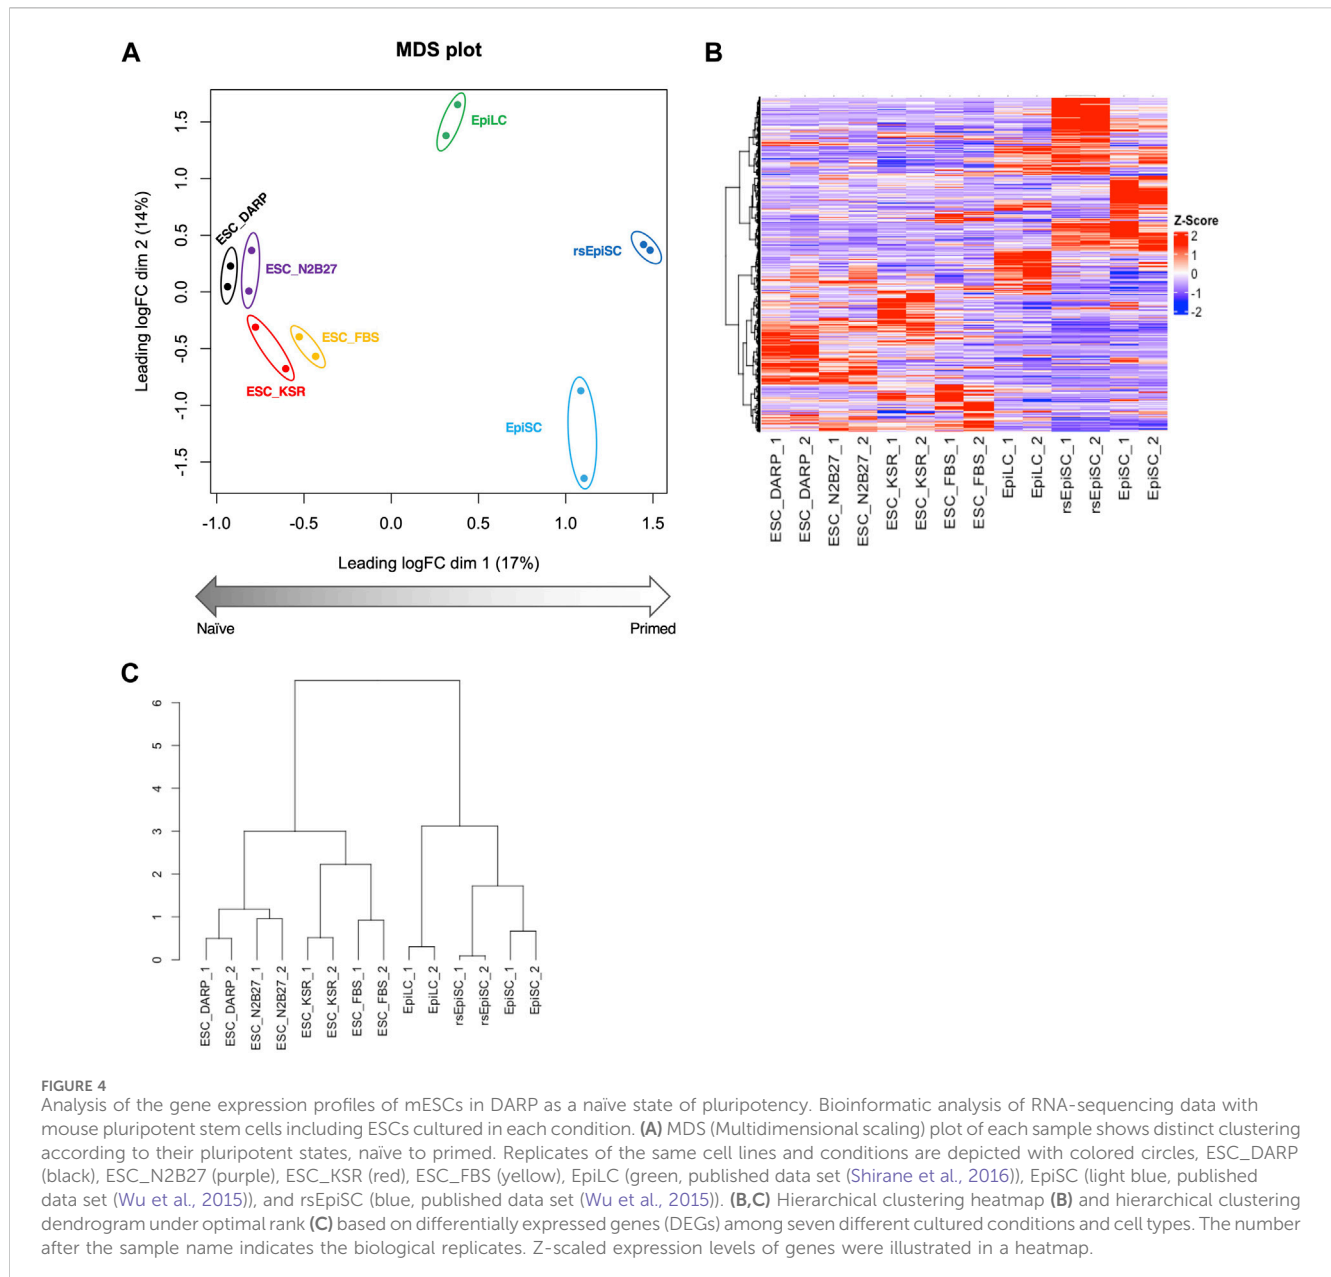 A
MDS plot
Leading logFC dim 2 (14%)
1.5
1.0
0.5
0.0
-0.5
-1.0
-1.5
EpiLC
ESC_DARP
ESC_N2B27
rsEpiSC
ESC_FBS
ESC_KSR
EpiSC
-1.0 -0.5 0.0 0.5 1.0 1.5
Leading logFC dim 1 (17%)
Naïve Primed
B
Z-Score
2
1
0
-1
-2
ESC_DARP_1
ESC_DARP_2
ESC_N2B27_1
ESC_N2B27_2
ESC_KSR_1
ESC_KSR_2
ESC_FBS_1
ESC_FBS_2
EpiLC_1
EpiLC_2
rsEpiSC_1
rsEpiSC_2
EpiSC_1
EpiSC_2
C
6
5
4
3
2
1
0
ESC_DARP_1
ESC_DARP_2
ESC_N2B27_1
ESC_N2B27_2
ESC_KSR_1
ESC_KSR_2
ESC_FBS_1
ESC_FBS_2
EpiLC_1
EpiLC_2
rsEpiSC_1
rsEpiSC_2
EpiSC_1
EpiSC_2
FIGURE 4
Analysis of the gene expression profiles of mESCs in DARP as a naïve state of pluripotency. Bioinformatic analysis of RNA-sequencing data with
mouse pluripotent stem cells including ESCs cultured in each condition. (A) MDS (Multidimensional scaling) plot of each sample shows distinct clustering
according to their pluripotent states, naïve to primed. Replicates of the same cell lines and conditions are depicted with colored circles, ESC_DARP
(black), ESC_N2B27 (purple), ESC_KSR (red), ESC_FBS (yellow), EpiLC (green, published data set (Shirane et al., 2016)), EpiSC (light blue, published
data set (Wu et al., 2015)), and rsEpiSC (blue, published data set (Wu et al., 2015)). (B,C) Hierarchical clustering heatmap (B) and hierarchical clustering
dendrogram under optimal rank (C) based on differentially expressed genes (DEGs) among seven different cultured conditions and cell types. The number
after the sample name indicates the biological replicates. Z-scaled expression levels of genes were illustrated in a heatmap.